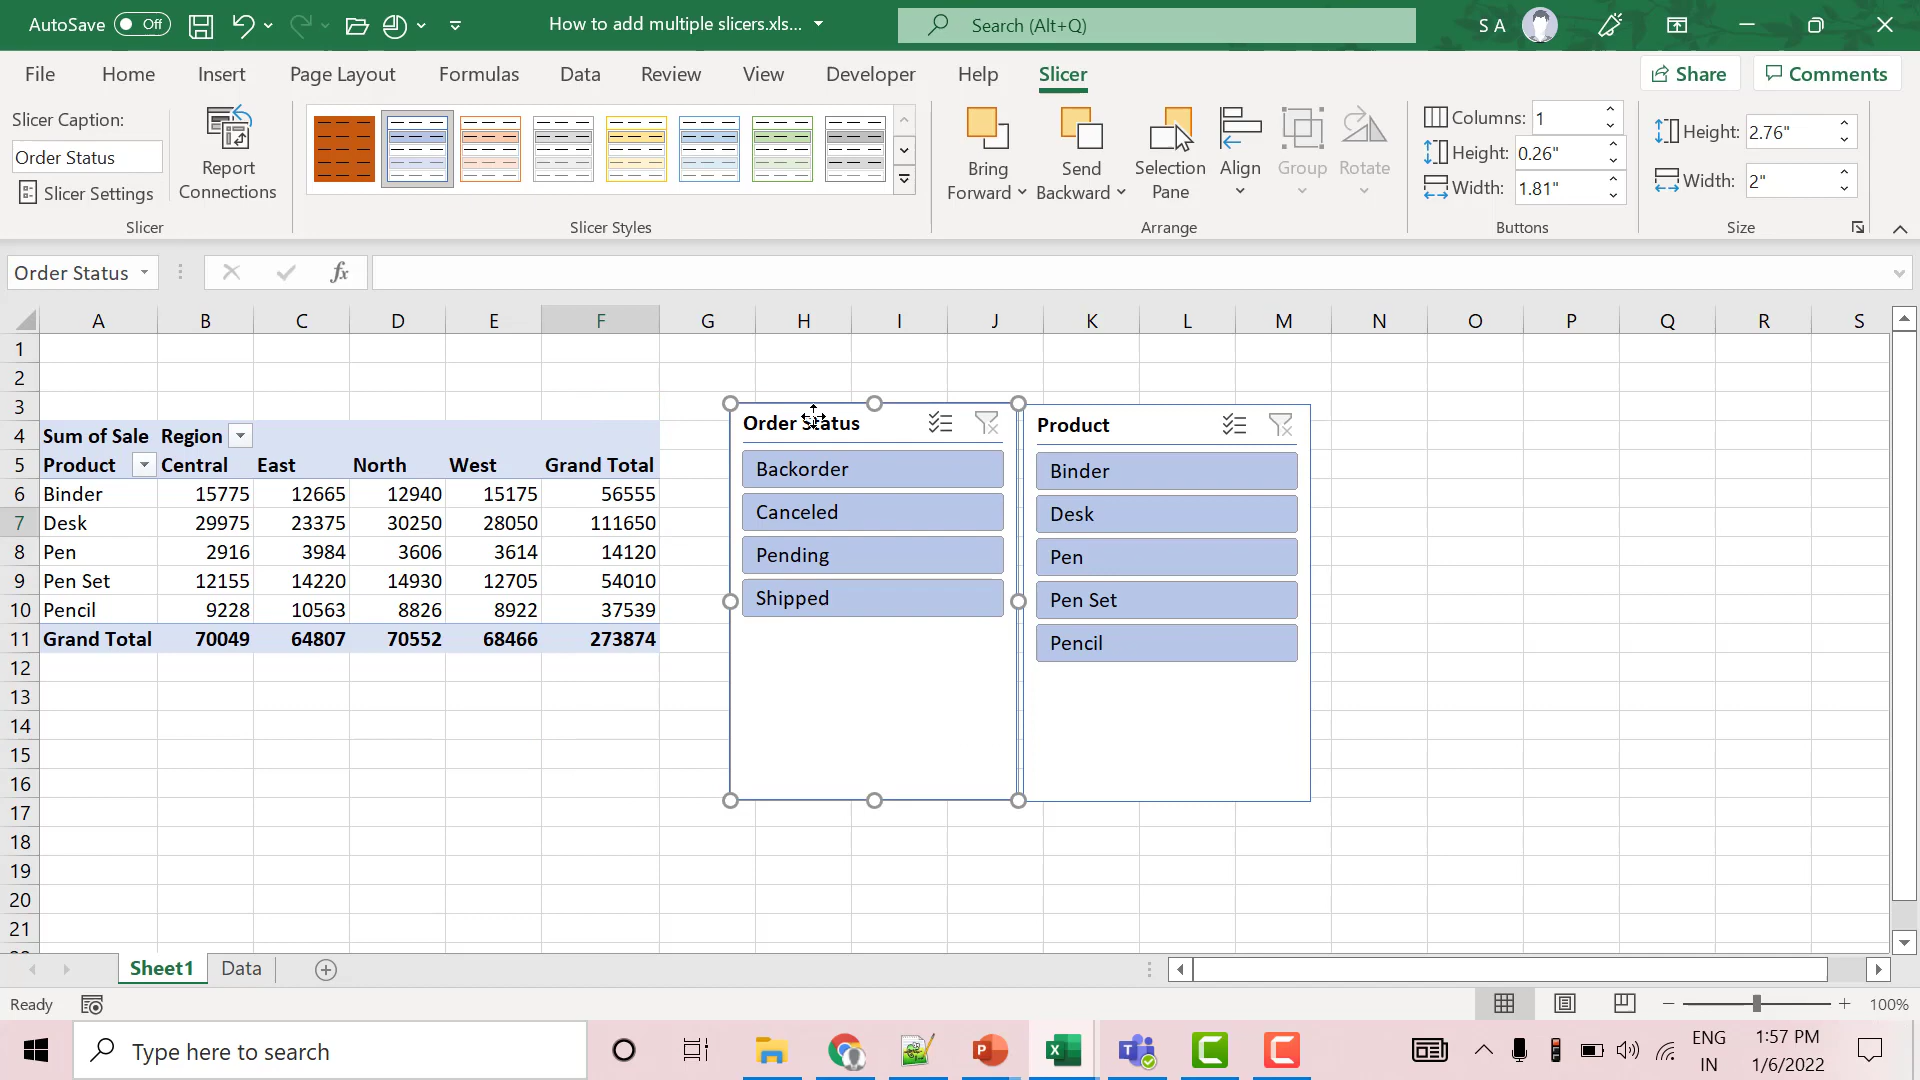 AutoSave Off How to add multiple slicers.xls... Search (Alt+Q) S A
File Home Insert Page Layout Formulas Data Review View Developer Help Slicer Share Comments
Slicer Caption:
Order Status
Slicer Settings
Report
Connections
Slicer
Slicer Styles
Bring
Forward
Send
Backward
Selection
Pane
Align
Group
Rotate
Arrange
Columns: 1
Height: 0.26"
Width: 1.81"
Buttons
Height: 2.76"
Width: 2"
Size
Order Status fx
A B C D E F G H I J K L M N O P Q R S
1
2
3
4 Sum of Sale Region
5 Product Central East North West Grand Total
6 Binder 15775 12665 12940 15175 56555
7 Desk 29975 23375 30250 28050 111650
8 Pen 2916 3984 3606 3614 14120
9 Pen Set 12155 14220 14930 12705 54010
10 Pencil 9228 10563 8826 8922 37539
11 Grand Total 70049 64807 70552 68466 273874
12
13
14
15
16
17
18
19
20
21
Order Status
Backorder
Canceled
Pending
Shipped
Product
Binder
Desk
Pen
Pen Set
Pencil
Sheet1 Data
Ready 100%
Type here to search
ENG
IN
1:57 PM
1/6/2022